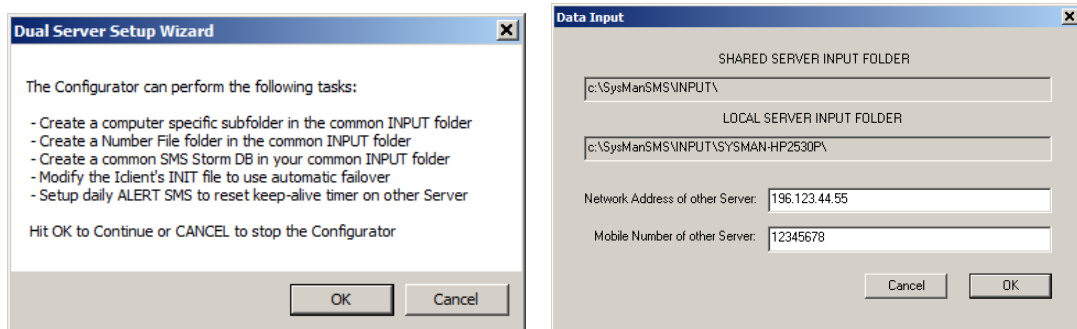 Dual Server Setup Wizard
The Configurator can perform the following tasks:
- Create a computer specific subfolder in the common INPUT folder
- Create a Number File folder in the common INPUT folder
- Create a common SMS Storm DB in your common INPUT folder
- Modify the Iclient's INIT file to use automatic failover
- Setup daily ALERT SMS to reset keep-alive timer on other Server
Hit OK to Continue or CANCEL to stop the Configurator
OK Cancel
Data Input
SHARED SERVER INPUT FOLDER
c:\SysManSMS\INPUT\
LOCAL SERVER INPUT FOLDER
c:\SysManSMS\INPUT\SYSMAN-HP2530P\
Network Address of other Server: 196.123.44.55
Mobile Number of other Server: 12345678
Cancel OK